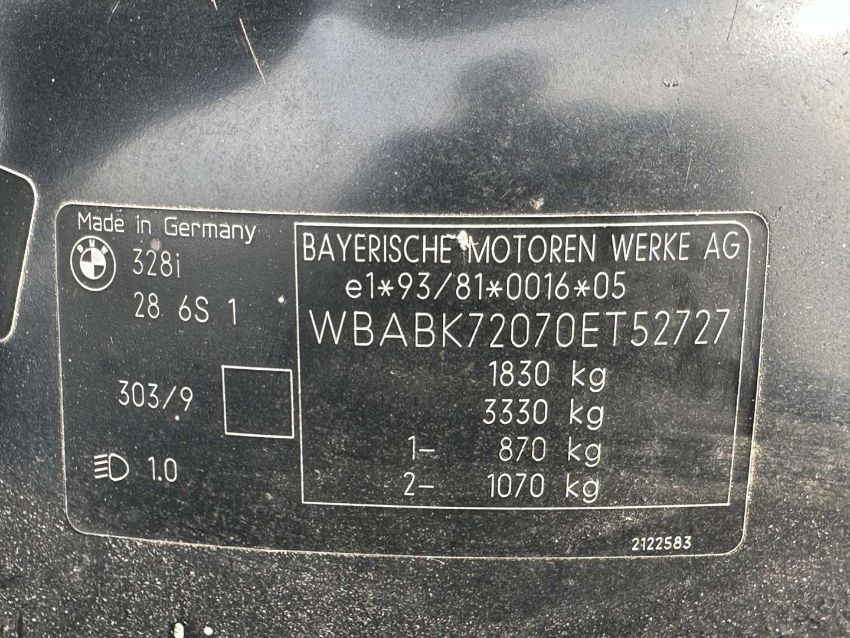 Made in Germany
BMW
328i
28 6S 1
303/9
1.0
BAYERISCHE MOTOREN WERKE AG
e1*93/81*0016*05
WBABK72070ET52727
1830 kg
3330 kg
1- 870 kg
2- 1070 kg
2122583